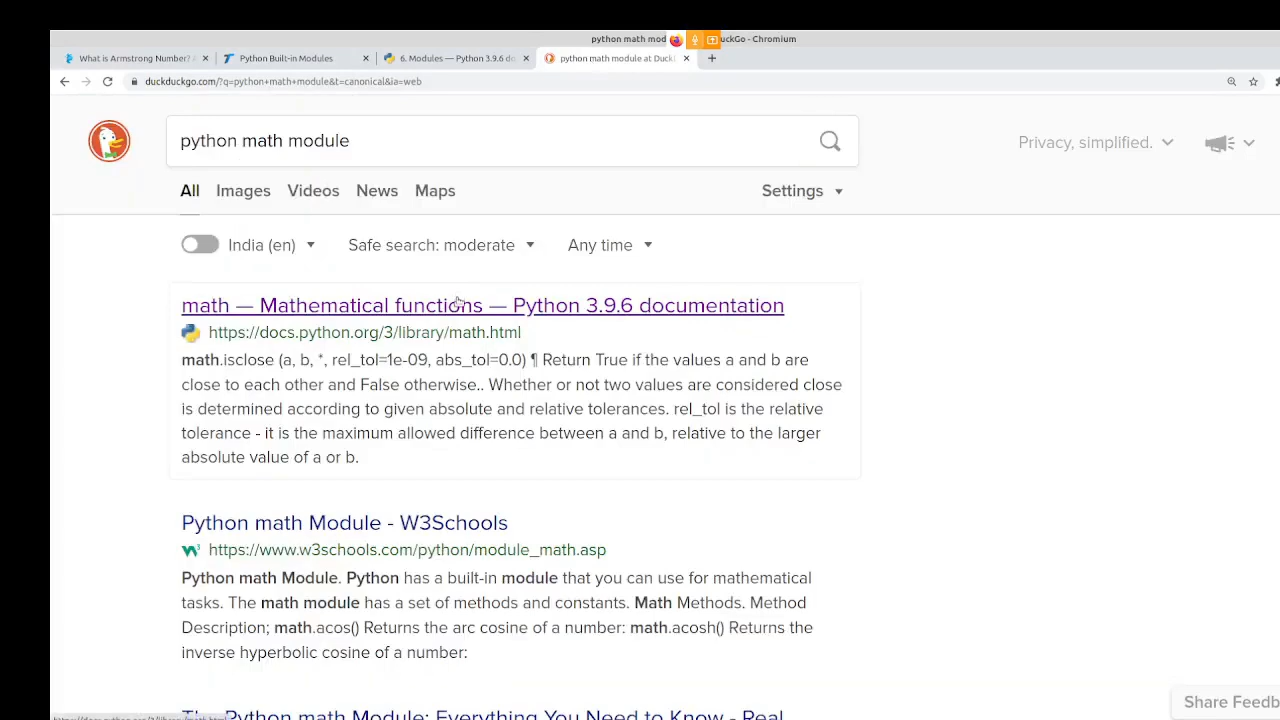 python math mod uckGo - Chromium
What is Armstrong Number?
Python Built-in Modules
6. Modules — Python 3.9.6 do
python math module at Duck
duckduckgo.com/?q=python+math+module&t=canonical&ia=web
python math module
Privacy, simplified.
All Images Videos News Maps Settings
India (en) Safe search: moderate Any time
math — Mathematical functions — Python 3.9.6 documentation
https://docs.python.org/3/library/math.html
math.isclose (a, b, *, rel_tol=1e-09, abs_tol=0.0) ¶ Return True if the values a and b are
close to each other and False otherwise.. Whether or not two values are considered close
is determined according to given absolute and relative tolerances. rel_tol is the relative
tolerance - it is the maximum allowed difference between a and b, relative to the larger
absolute value of a or b.
Python math Module - W3Schools
https://www.w3schools.com/python/module_math.asp
Python math Module. Python has a built-in module that you can use for mathematical
tasks. The math module has a set of methods and constants. Math Methods. Method
Description; math.acos() Returns the arc cosine of a number: math.acosh() Returns the
inverse hyperbolic cosine of a number:
The Python math Module: Everything You Need to Know - Real
Share Feedb